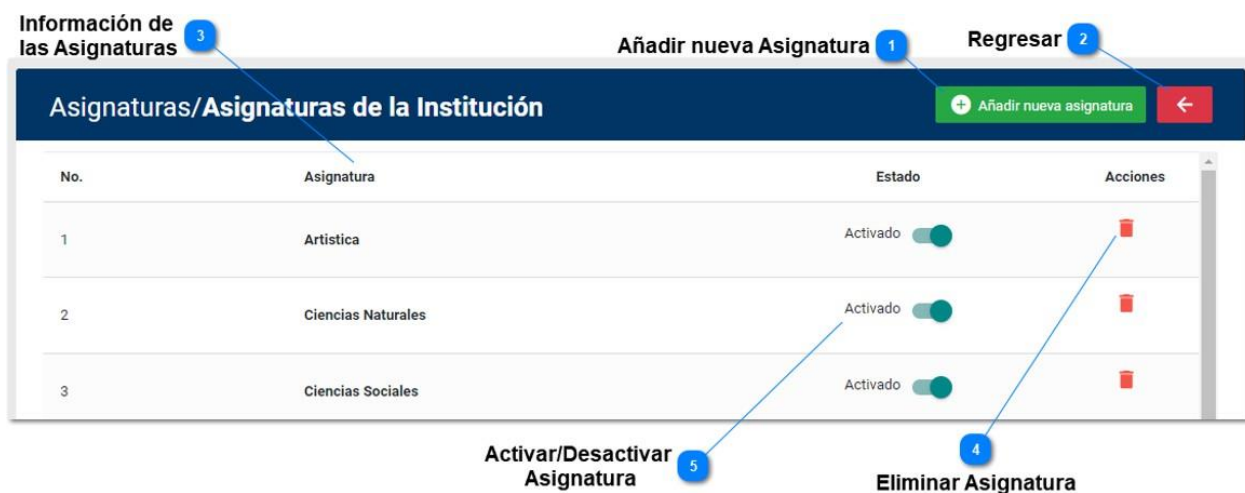 Información de
las Asignaturas
3
Añadir nueva Asignatura 1
Regresar 2
Asignaturas/Asignaturas de la Institución
Añadir nueva asignatura
No. Asignatura Estado Acciones
1 Artistica Activado
2 Ciencias Naturales Activado
3 Ciencias Sociales Activado
Activar/Desactivar
Asignatura
5
4
Eliminar Asignatura